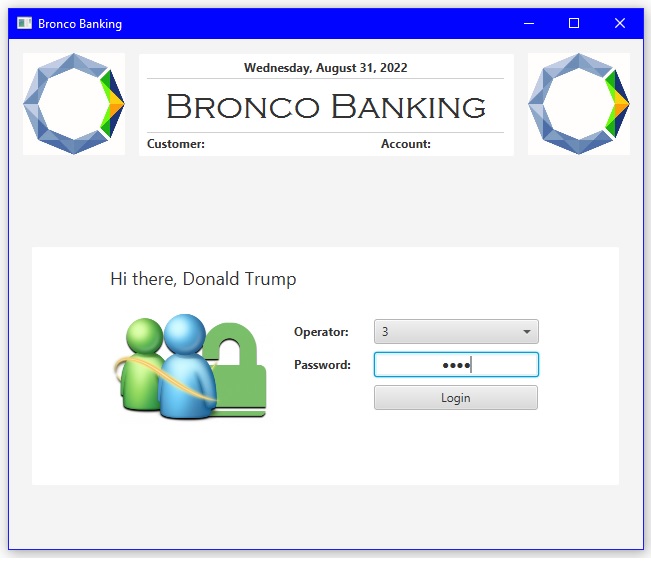 Bronco Banking
Wednesday, August 31, 2022
Bronco Banking
Customer: Account:
Hi there, Donald Trump
Operator: 3
Password: ••••
Login